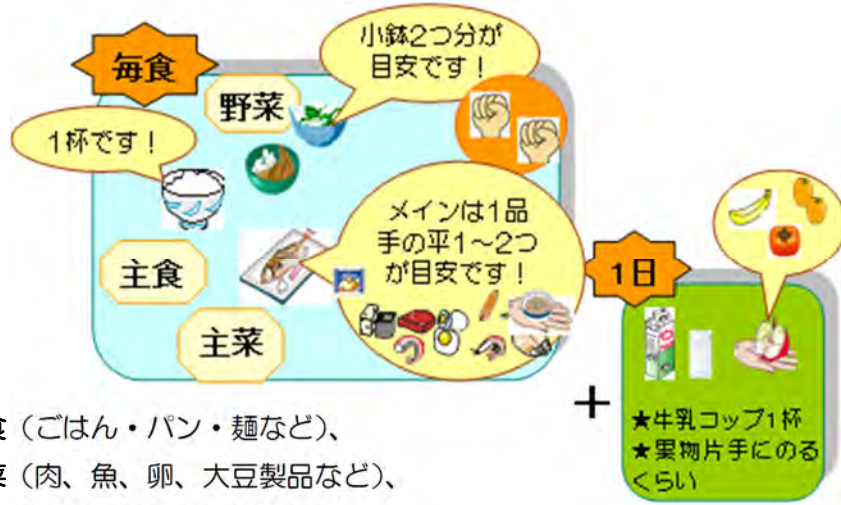 毎食
小鉢2つ分が
目安です！
野菜
1杯です！
メインは1品
手の平1～2つ
が目安です！
主食
主菜
1日
＋
★牛乳コップ1杯
★果物片手にのる
くらい
（ごはん・パン・麺など）、
（肉、魚、卵、大豆製品など）、